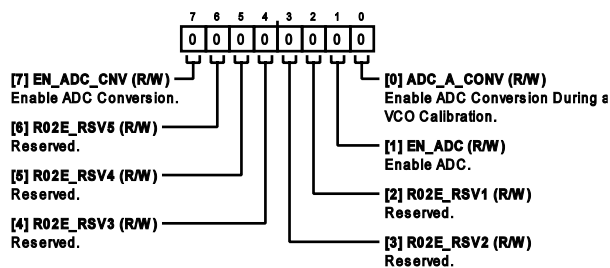 7 6 5 4 3 2 1 0
0 0 0 0 0 0 0 0
[7] EN_ADC_CNV (R/W)
Enable ADC Conversion.
[6] R02E_RSV5 (R/W)
Reserved.
[5] R02E_RSV4 (R/W)
Reserved.
[4] R02E_RSV3 (R/W)
Reserved.
[0] ADC_A_CONV (R/W)
Enable ADC Conversion During a
VCO Calibration.
[1] EN_ADC (R/W)
Enable ADC.
[2] R02E_RSV1 (R/W)
Reserved.
[3] R02E_RSV2 (R/W)
Reserved.